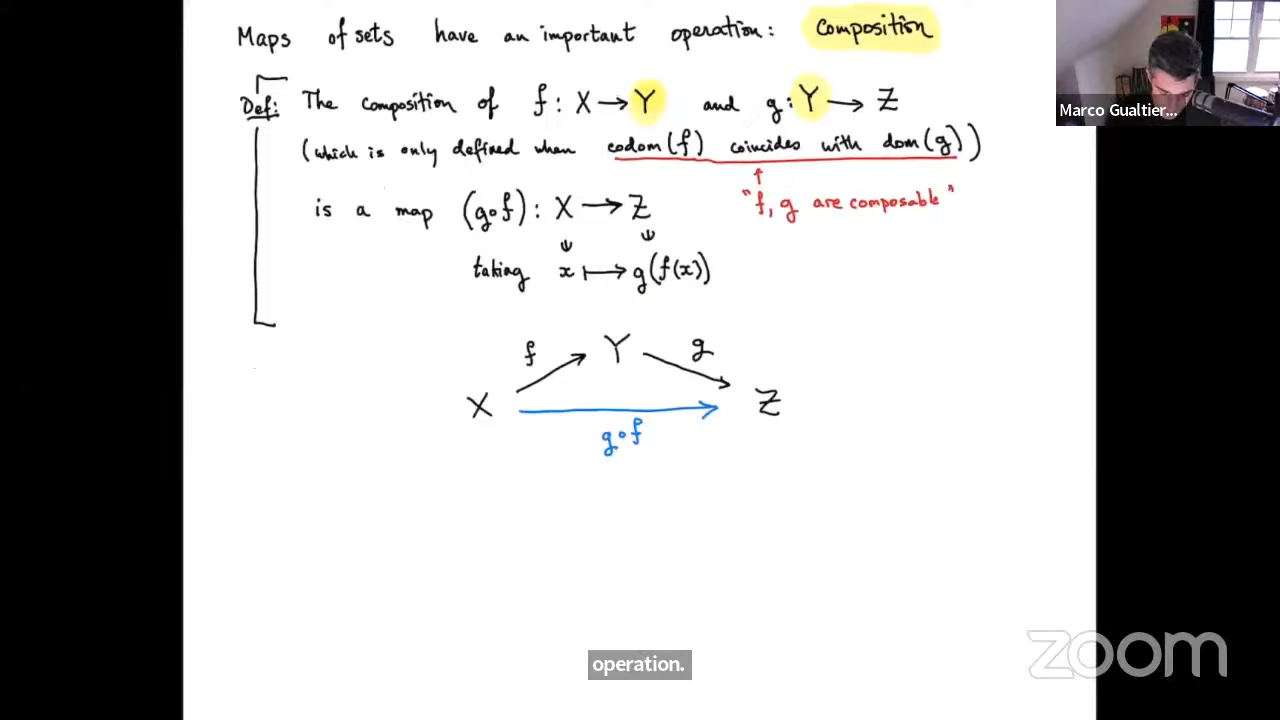 Maps of sets have an important operation: Composition
Def: The composition of f: X → Y and g: Y → Z
(which is only defined when codom(f) coincides with dom(g))
↑
"f, g are composable"
is a map (g∘f): X → Z
taking x ↦ g(f(x))
f Y g
X Z
g∘f
operation.
Marco Gualtier...
zoom